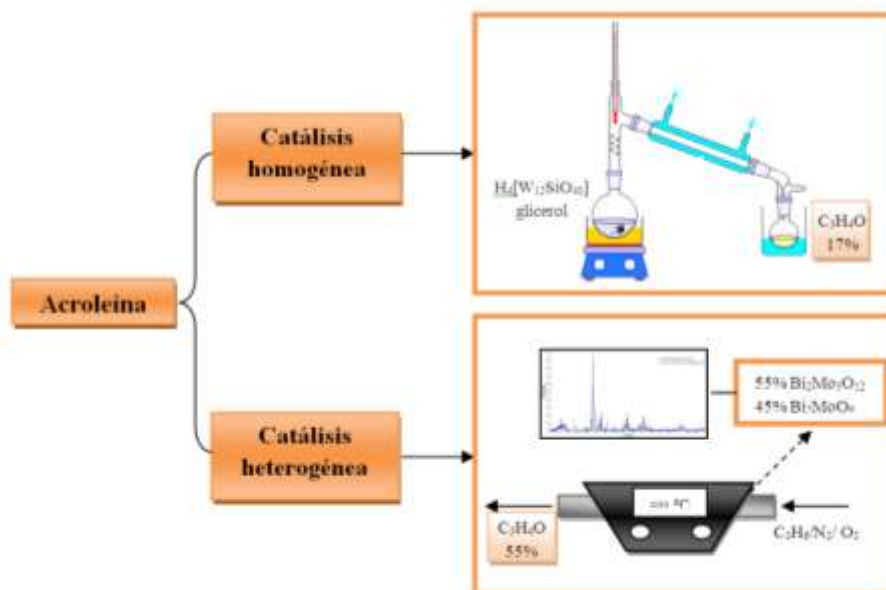 Catálisis
homogénea
H₄[W₁₂SiO₄₀]
glicerol
C₃H₄O
17%
Acroleína
55% Bi₂Mo₃O₁₂
45% Bi₂MoO₆
Catálisis
heterogénea
ºC
C₃H₄O
55%
C₃H₆/N₂/ O₂